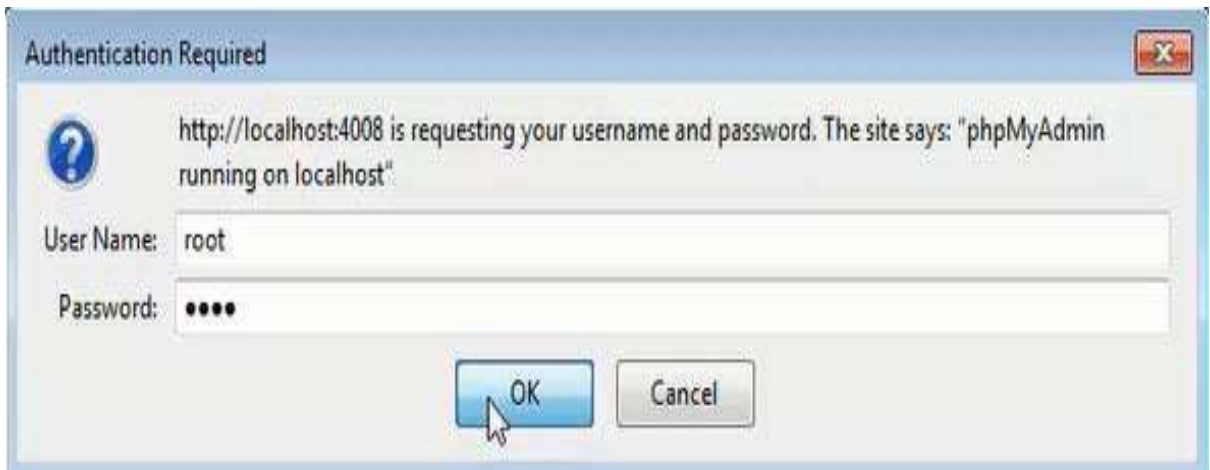 Authentication Required
http://localhost:4008 is requesting your username and password. The site says: "phpMyAdmin
running on localhost"
User Name: root
Password: ••••
OK Cancel